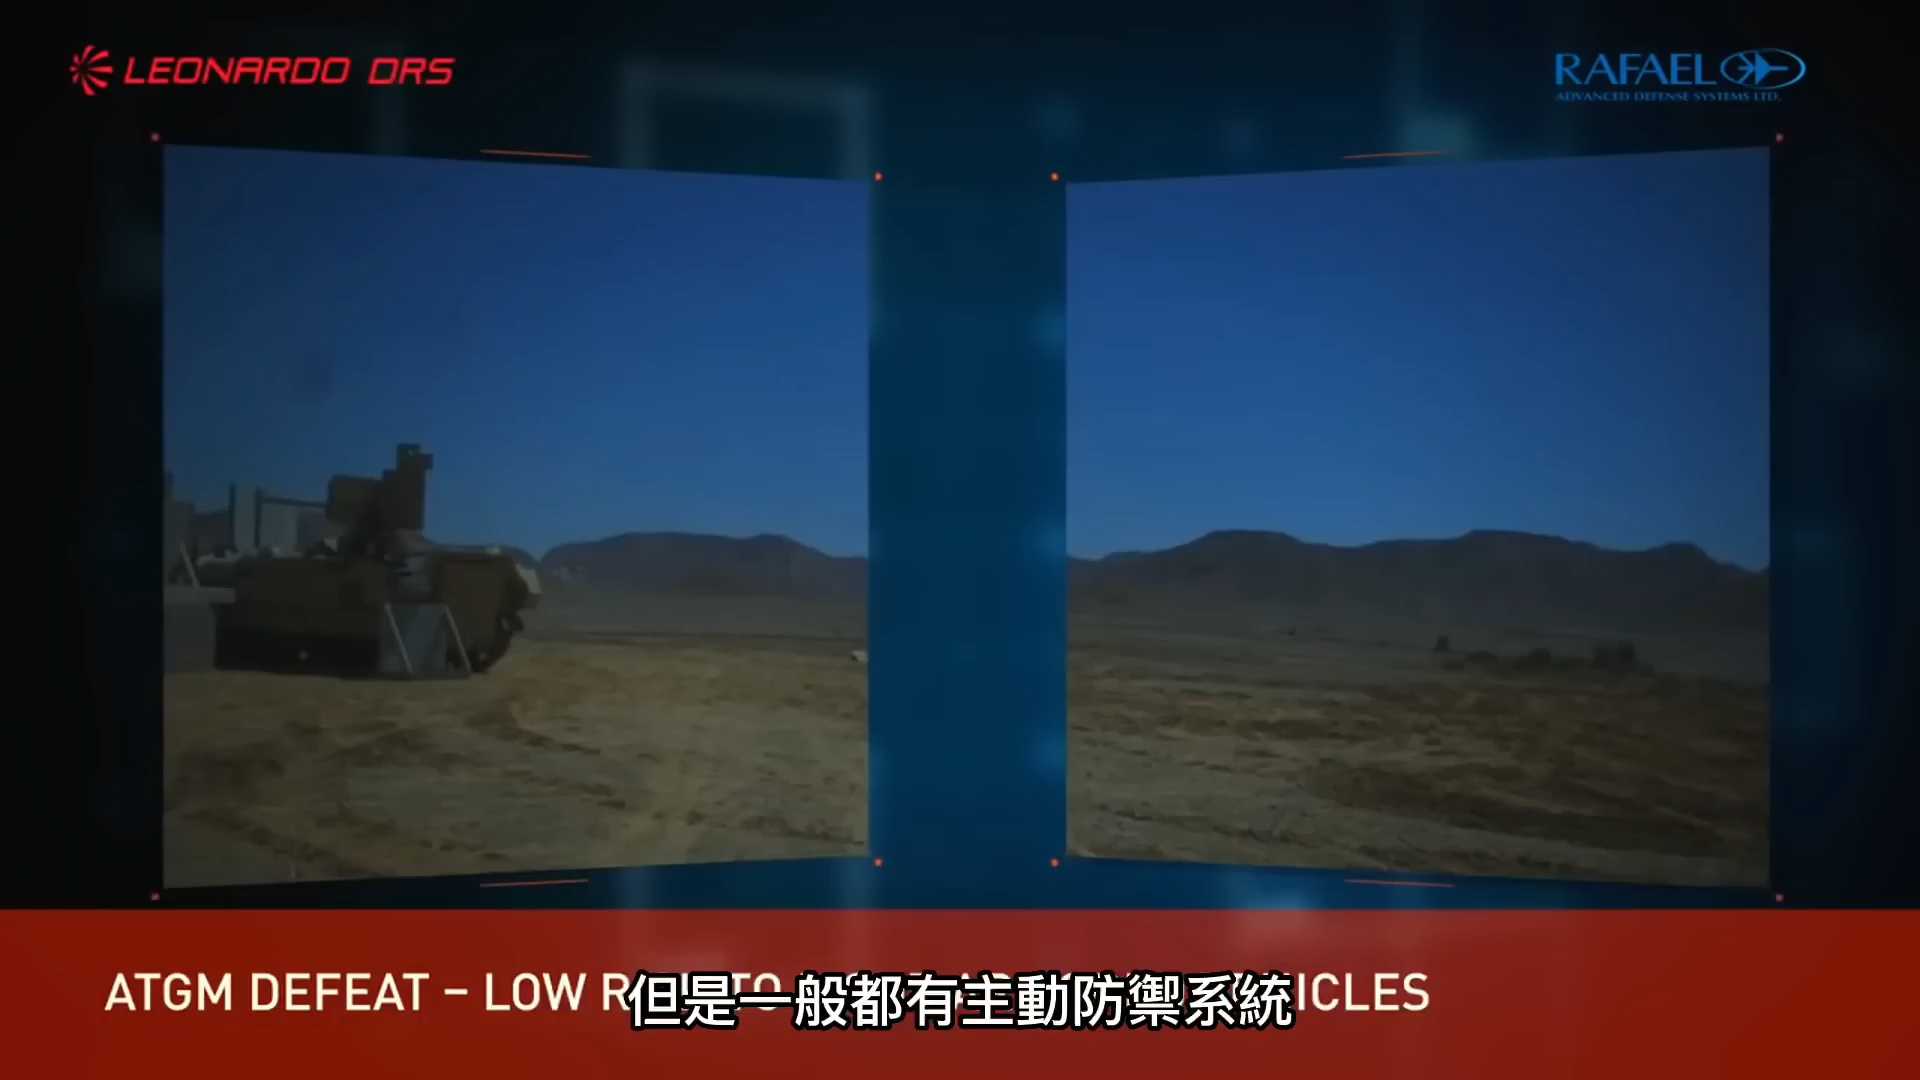 LEONARDO DRS
RAFAEL
ADVANCED DEFENSE SYSTEMS LTD.
ATGM DEFEAT – LOW
但是一般都有主動防禦系統